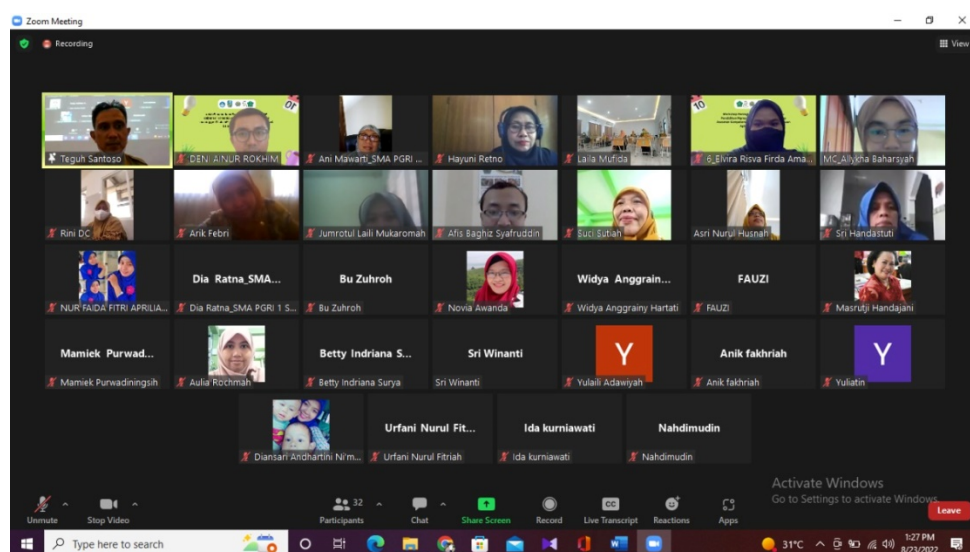 Zoom Meeting
Recording
View
Teguh Santoso
DENI AINUR ROKHIM
Ani Mawarti_SMA PGRI ...
Hayuni Retno
Laila Mufida
6_Elvira Risva Firda Ama...
MC_Allykha Baharsyah
Rini DC
Arik Febri
Jumrotul Laili Mukaromah
Afis Baghiz Syafruddin
Suci Sutiah
Asri Nurul Husnah
Sri Handastuti
NUR FAIDA FITRI APRILIA...
Dia Ratna_SMA...
Dia Ratna_SMA PGRI 1 S...
Bu Zuhroh
Bu Zuhroh
Novia Awanda
Widya Anggrain...
Widya Anggrainy Hartati
FAUZI
FAUZI
Masrutji Handajani
Mamiek Purwad...
Mamiek Purwadiningsih
Aulia Rochmah
Betty Indriana S...
Betty Indriana Surya
Sri Winanti
Sri Winanti
Y
Yulaili Adawiyah
Anik fakhriah
Anik fakhriah
Y
Yuliatin
Diansari Andhartini Ni'm...
Urfani Nurul Fit...
Urfani Nurul Fitriah
Ida kurniawati
Ida kurniawati
Nahdimudin
Nahdimudin
Activate Windows
Go to Settings to activate Windows.
Unmute
Stop Video
32
Participants
Chat
Share Screen
Record
CC
Live Transcript
Reactions
Apps
Leave
Type here to search
31°C
1:27 PM
8/23/2022